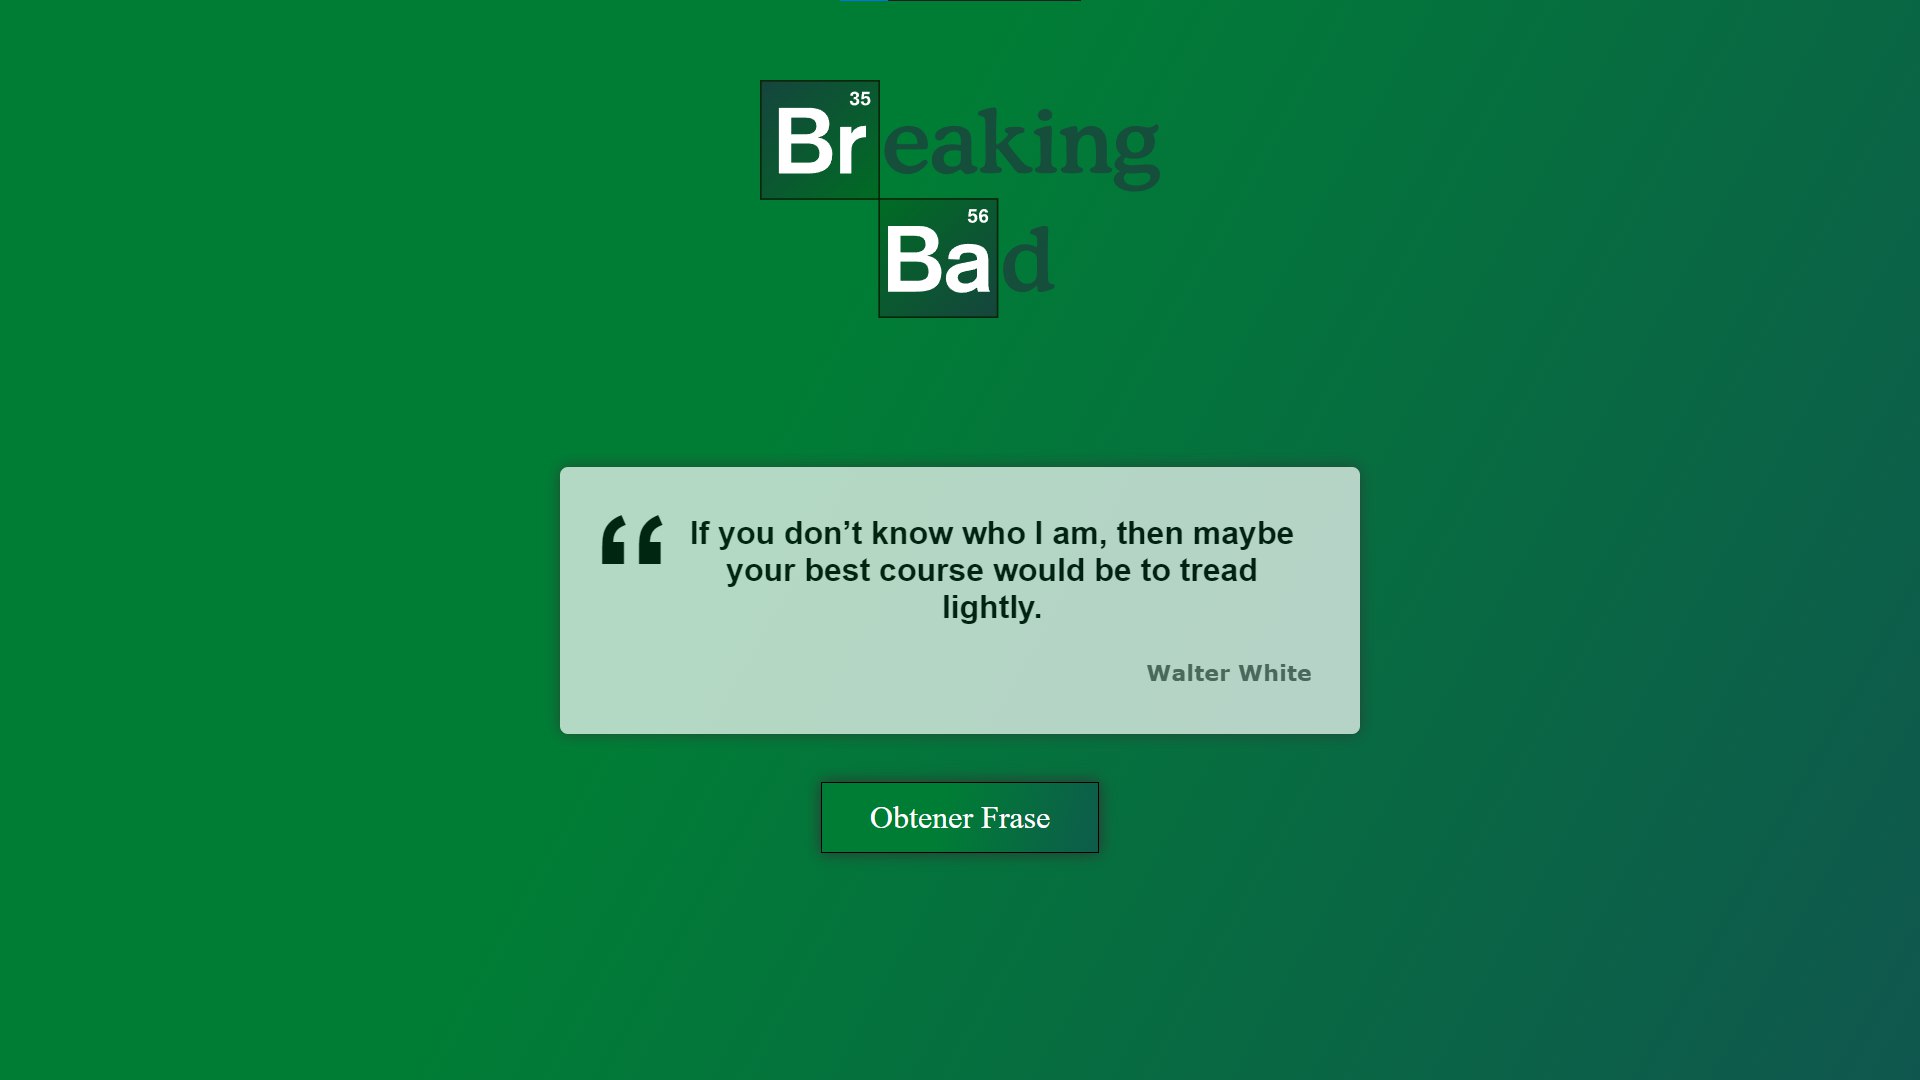 35
Breaking
56
Bad
“ If you don’t know who I am, then maybe
your best course would be to tread
lightly.
Walter White
Obtener Frase